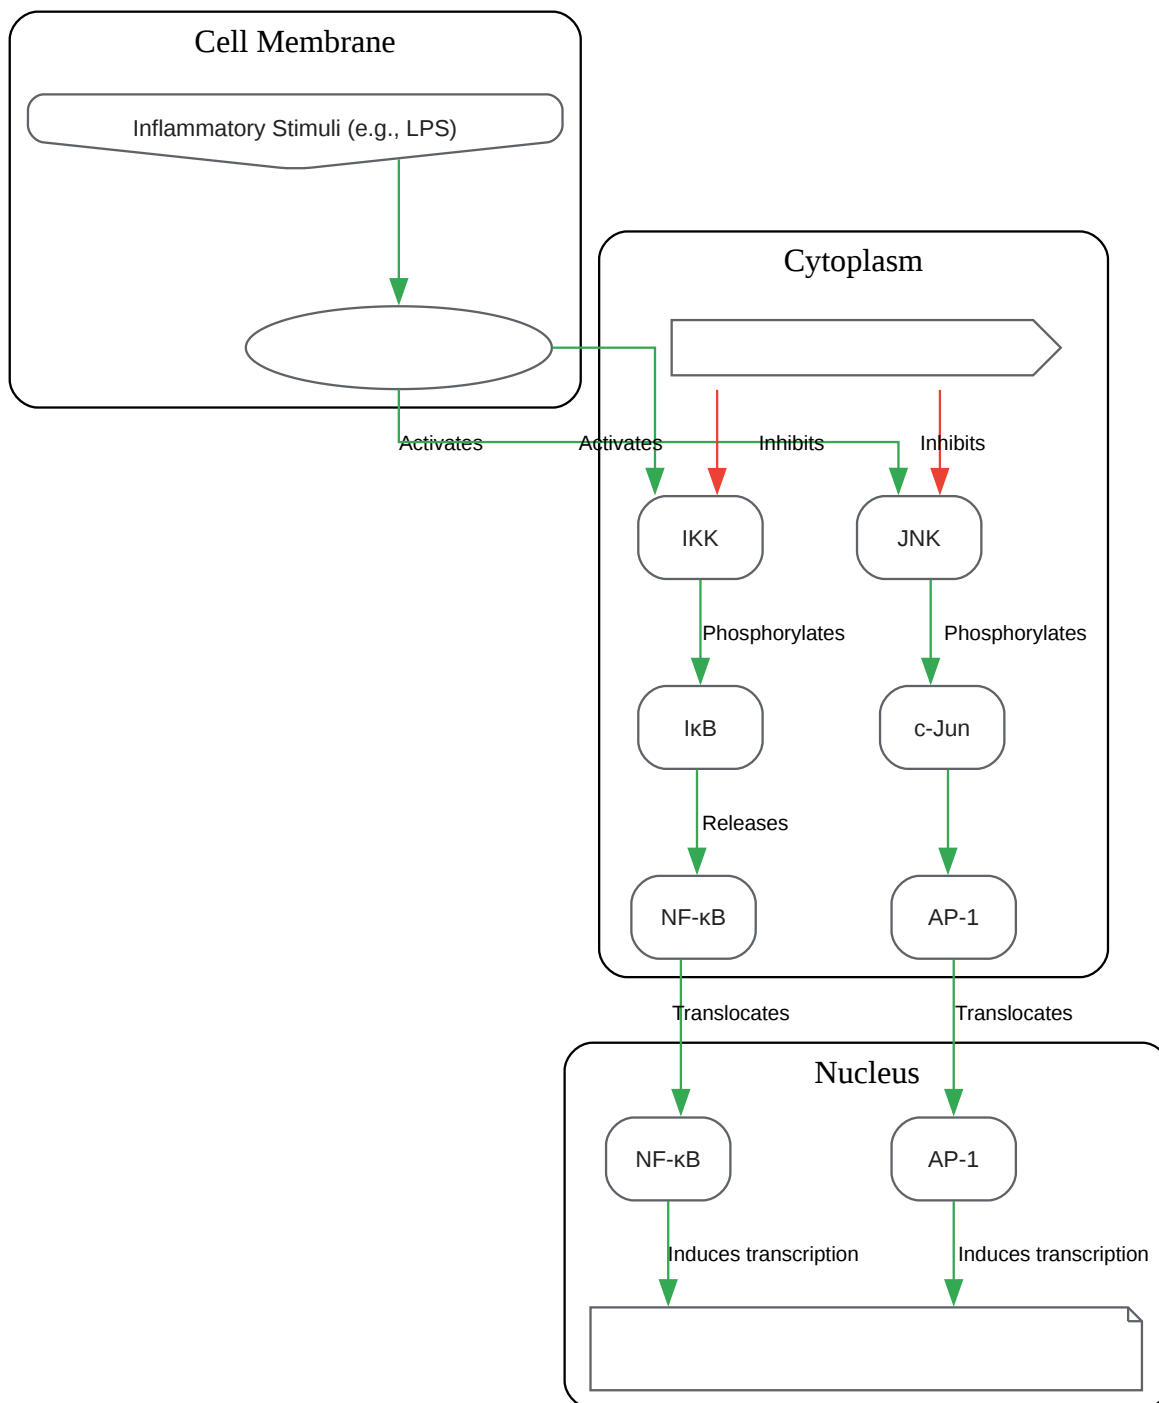 Cell Membrane
Inflammatory Stimuli (e.g., LPS)
Cytoplasm
Activates
Activates
Inhibits
Inhibits
IKK
JNK
Phosphorylates
Phosphorylates
IκB
c-Jun
Releases
NF-κB
AP-1
Translocates
Translocates
Nucleus
NF-κB
AP-1
Induces transcription
Induces transcription